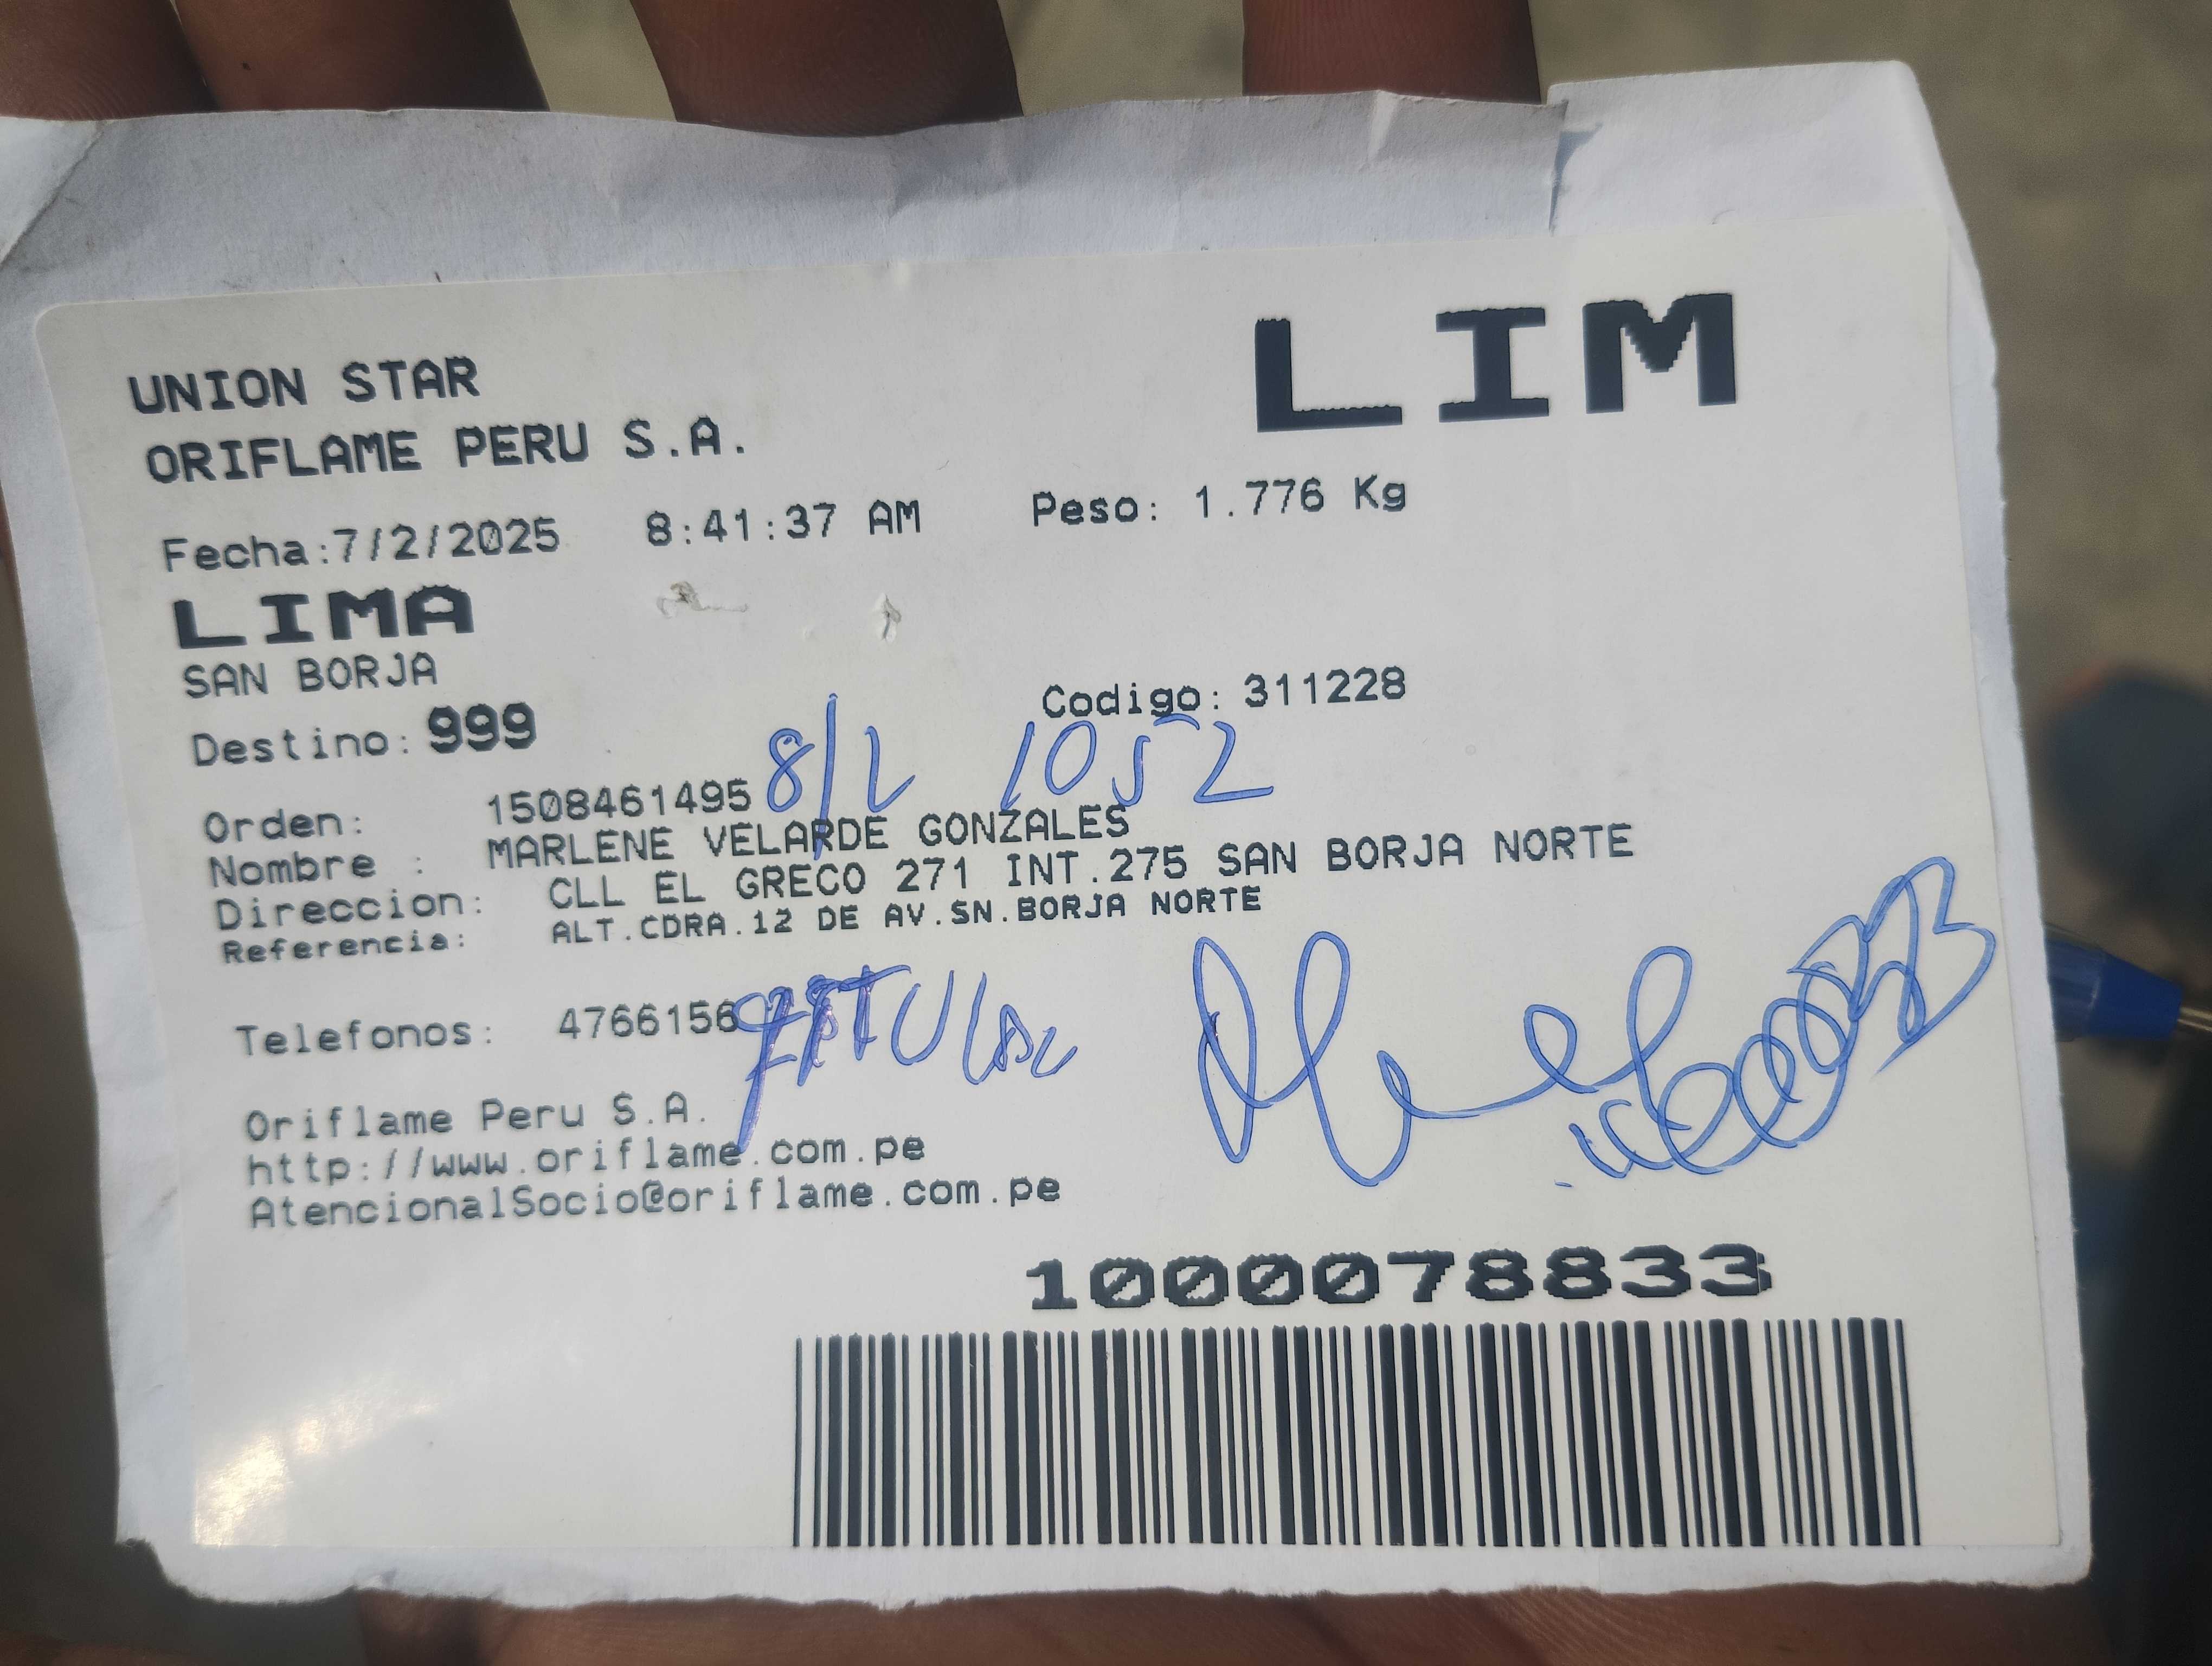 UNION STAR
LIM
ORIFLAME PERU S.A.
Fecha:7/2/2025 8:41:37 AM Peso: 1.776 Kg
LIMA
SAN BORJA
Codigo: 311228
Destino: 999
8/2 1052
Orden: 1508461495
Nombre : MARLENE VELARDE GONZALES
Direccion: CLL EL GRECO 271 INT.275 SAN BORJA NORTE
Referencia: ALT.CDRA.12 DE AV.SN.BORJA NORTE
Telefonos: 4766156
Oriflame Peru S.A.
http://www.oriflame.com.pe
AtencionalSocio@oriflame.com.pe
1000078833